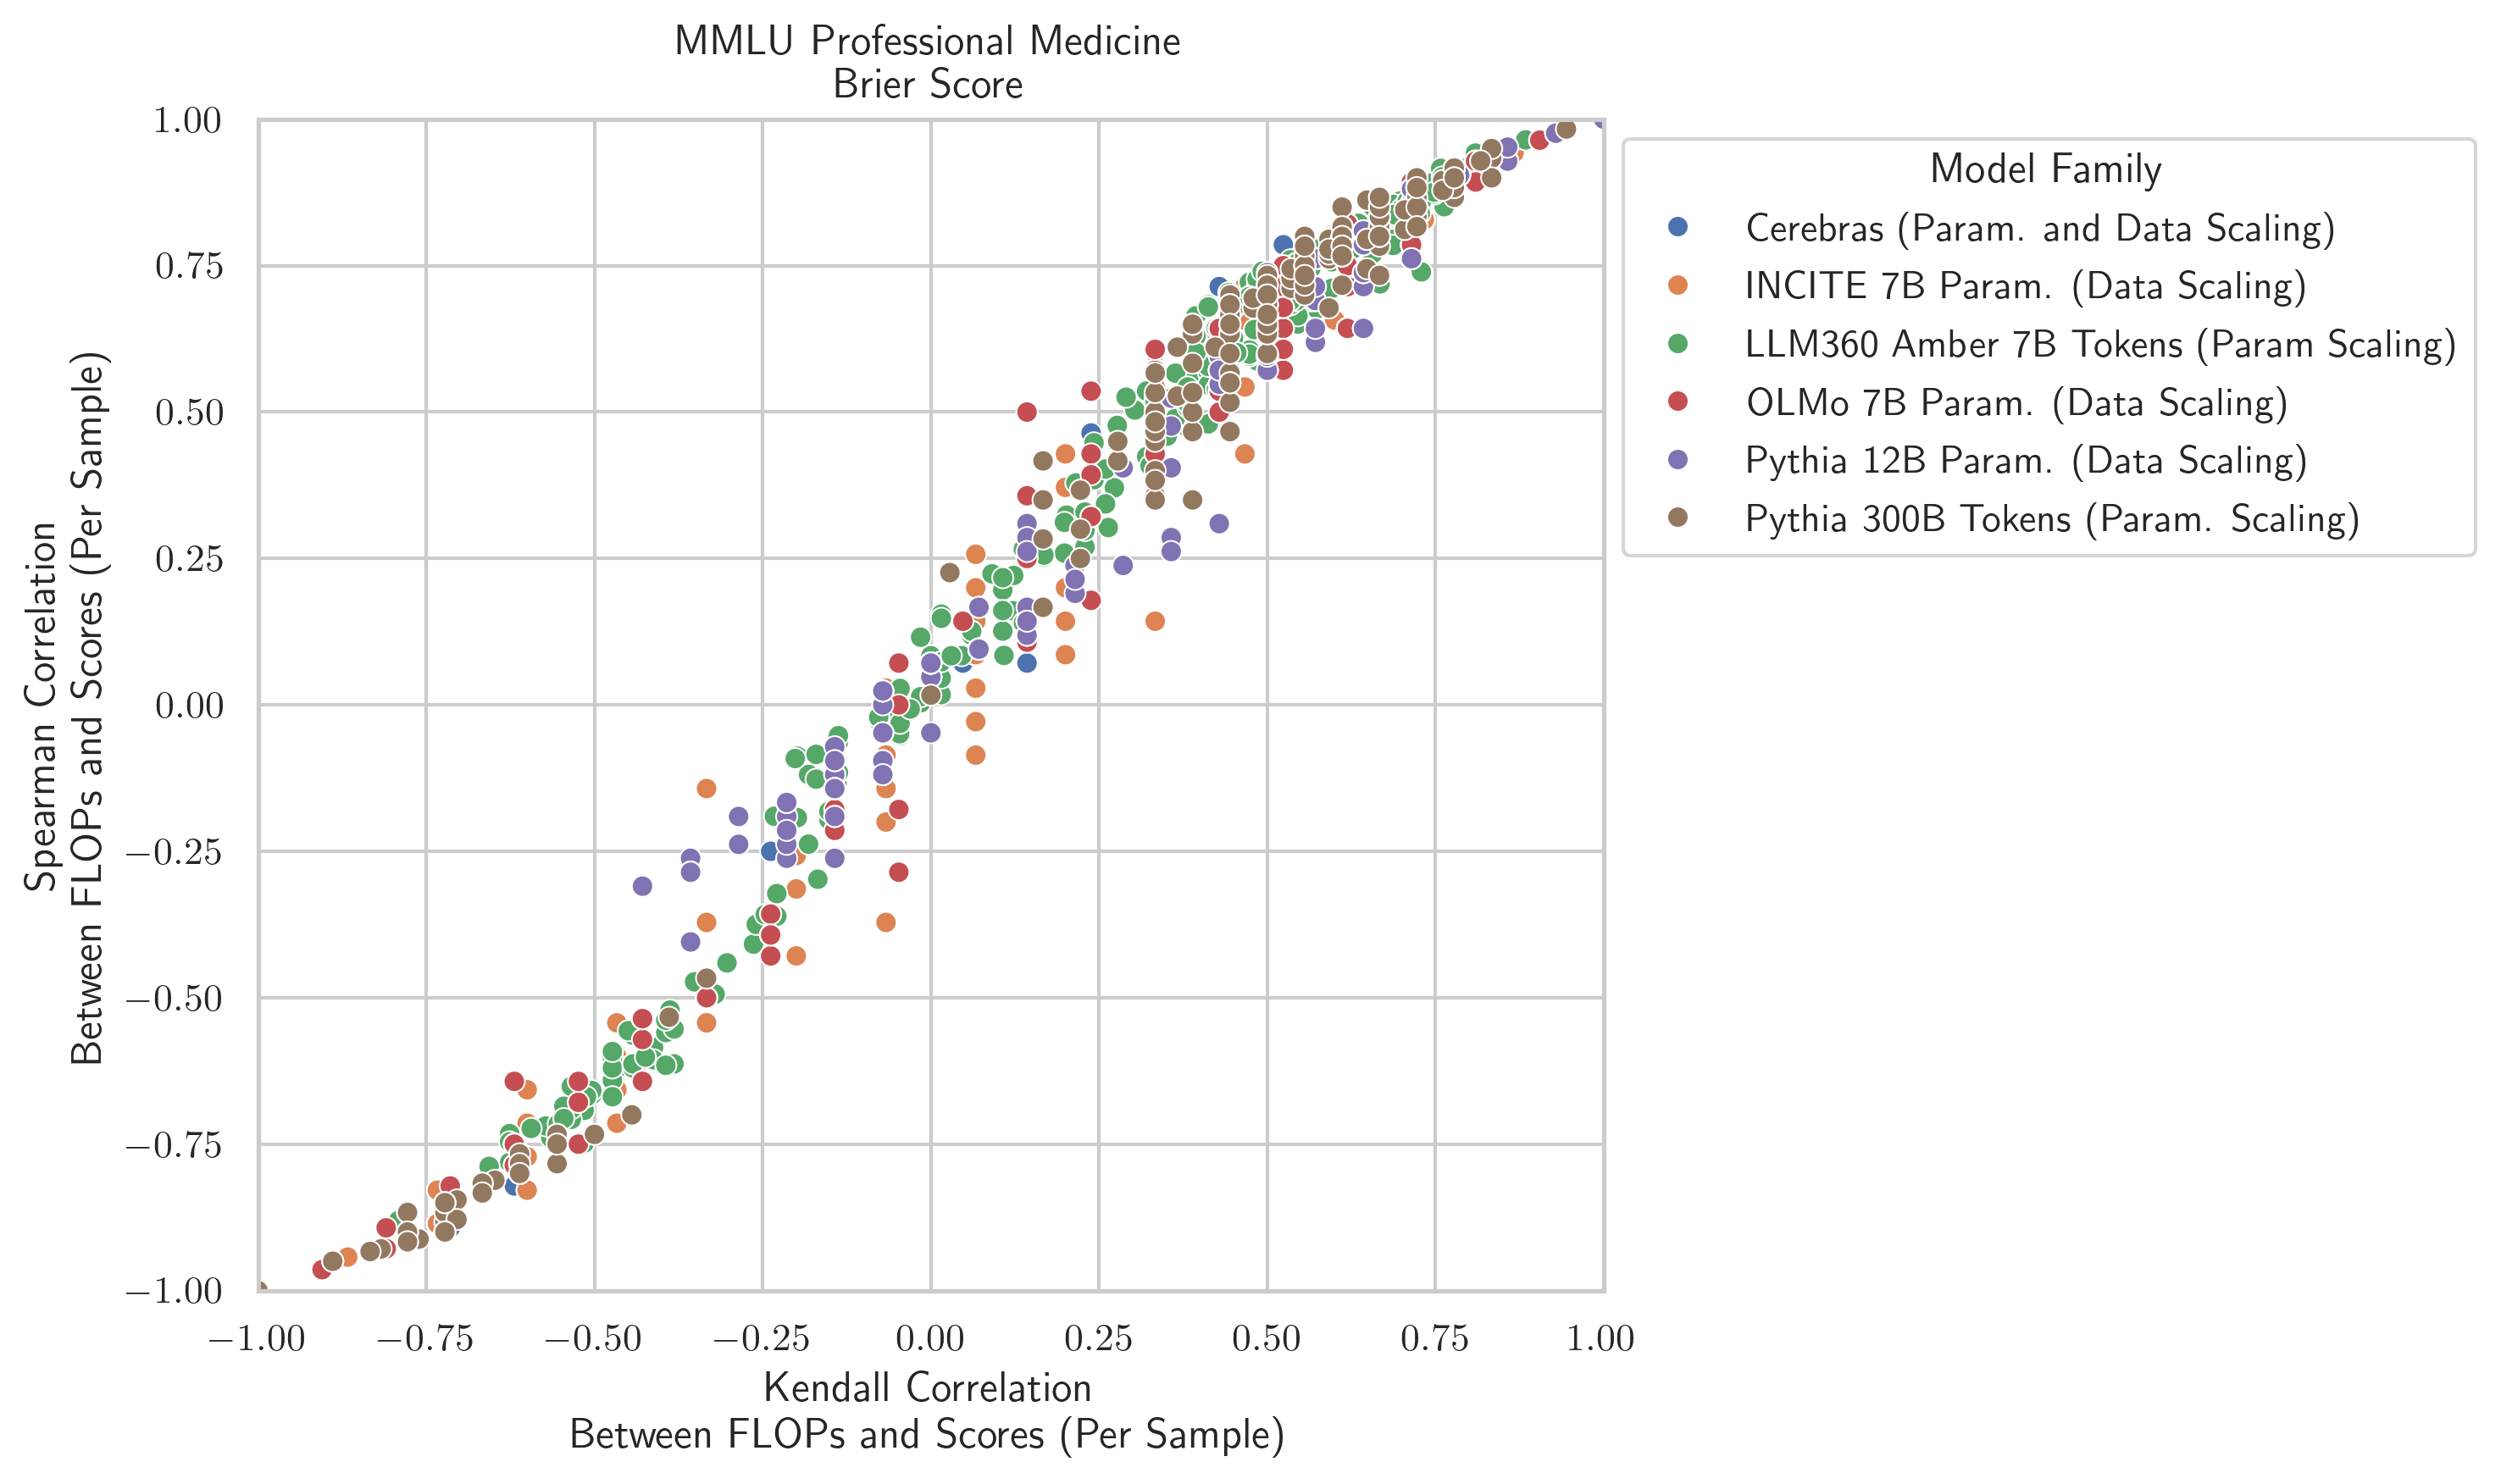 MMLU Professional Medicine
Brier Score
Spearman Correlation
Between FLOPs and Scores (Per Sample)
1.00
0.75
0.50
0.25
0.00
−0.25
−0.50
−0.75
−1.00
−1.00 −0.75 −0.50 −0.25 0.00 0.25 0.50 0.75 1.00
Kendall Correlation
Between FLOPs and Scores (Per Sample)
Model Family
Cerebras (Param. and Data Scaling)
INCITE 7B Param. (Data Scaling)
LLM360 Amber 7B Tokens (Param Scaling)
OLMo 7B Param. (Data Scaling)
Pythia 12B Param. (Data Scaling)
Pythia 300B Tokens (Param. Scaling)